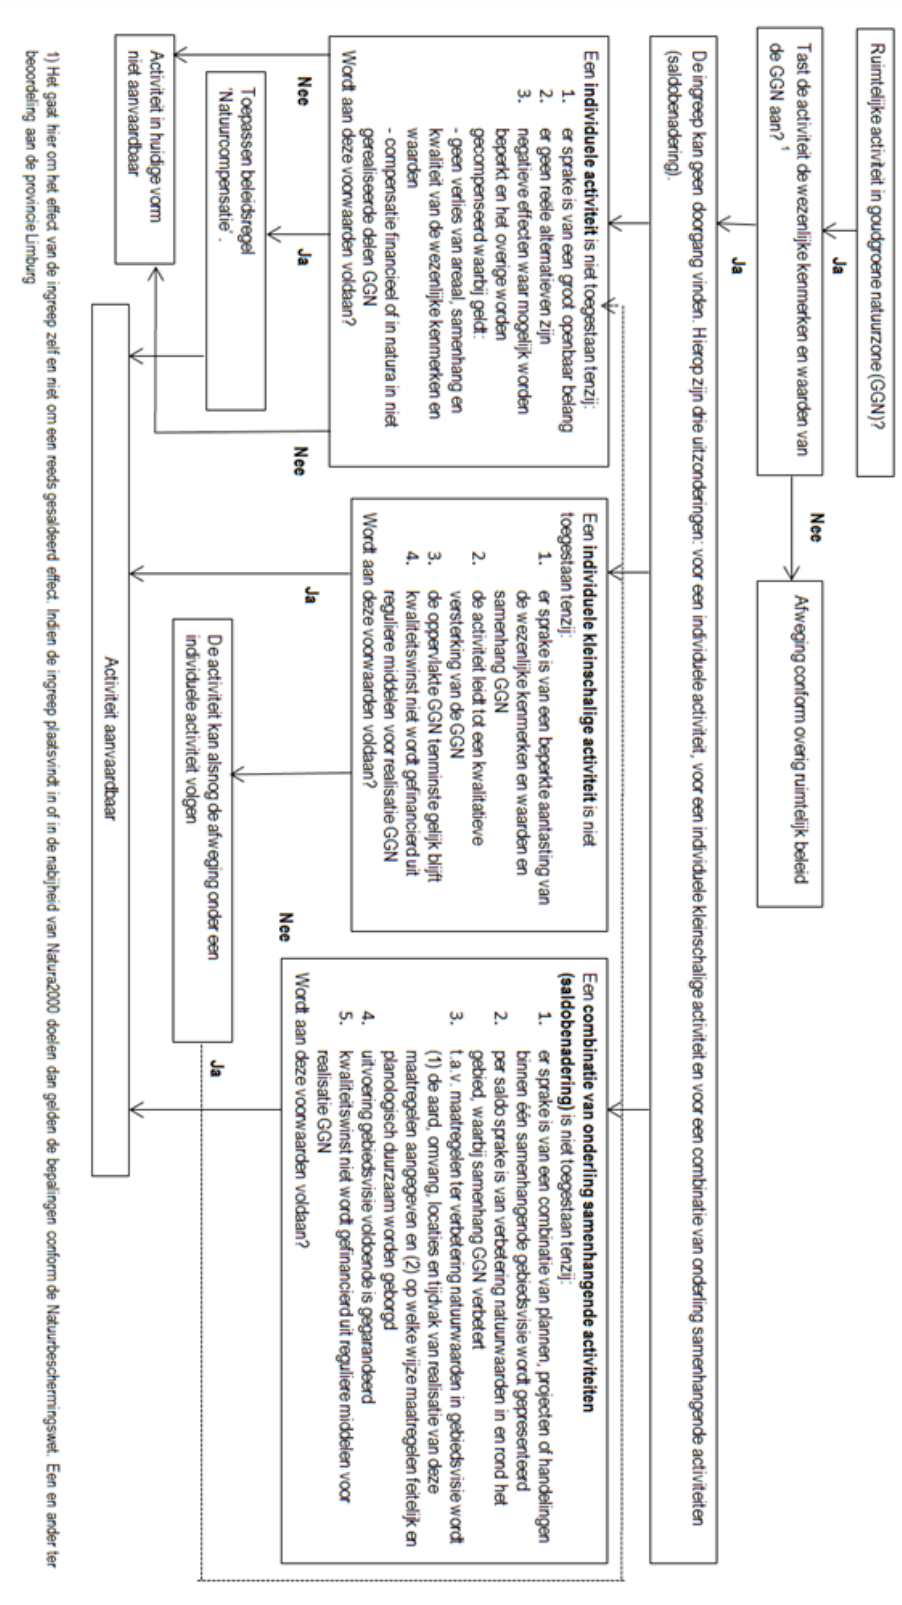 Ruimtelijke activiteit in goudgroene natuurzone (GGN)?
Ja
Tast de activiteit de wezenlijke kenmerken en waarden van
de GGN aan? 1
Nee
Afweging conform overig ruimtelijk beleid
Ja
De ingreep kan geen doorgang vinden. Hierop zijn drie uitzonderingen: voor een individuele activiteit, voor een individuele kleinschalige activiteit en voor een combinatie van onderling samenhangende activiteiten
(saldobenadering).
Een individuele activiteit is niet toegestaan tenzij:
1. er sprake is van een groot openbaar belang
2. er geen reële alternatieven zijn
3. negatieve effecten waar mogelijk worden
beperkt en het overige worden
gecompenseerd waarbij geldt:
- geen verlies van areaal, samenhang en
kwaliteit van de wezenlijke kenmerken en
waarden
- compensatie financieel of in natura in niet
gerealiseerde delen GGN
Wordt aan deze voorwaarden voldaan?
Nee
Ja
Nee
Toepassen beleidsregel
'Natuurcompensatie'.
Activiteit in huidige vorm
niet aanvaardbaar
Een individuele kleinschalige activiteit is niet
toegestaan tenzij:
1. er sprake is van een beperkte aantasting van
de wezenlijke kenmerken en waarden en
samenhang GGN
2. de activiteit leidt tot een kwalitatieve
versterking van de GGN
3. de oppervlakte GGN tenminste gelijk blijft
4. kwaliteitswinst niet wordt gefinancierd uit
reguliere middelen voor realisatie GGN
Wordt aan deze voorwaarden voldaan?
Ja
Nee
De activiteit kan alsnog de afweging onder een
individuele activiteit volgen
Ja
Een combinatie van onderling samenhangende activiteiten
(saldobenadering) is niet toegestaan tenzij:
1. er sprake is van een combinatie van plannen, projecten of handelingen
binnen één samenhangende gebiedsvisie wordt gepresenteerd
2. per saldo sprake is van verbetering natuurwaarden in en rond het
gebied, waarbij samenhang GGN verbetert
3. t.a.v. maatregelen ter verbetering natuurwaarden in gebiedsvisie wordt
(1) de aard, omvang, locaties en tijdvak van realisatie van deze
maatregelen aangegeven en (2) op welke wijze maatregelen feitelijk en
planologisch duurzaam worden geborgd
4. uitvoering gebiedsvisie voldoende is gegarandeerd
5. kwaliteitswinst niet wordt gefinancierd uit reguliere middelen voor
realisatie GGN
Wordt aan deze voorwaarden voldaan?
Activiteit aanvaardbaar
1) Het gaat hier om het effect van de ingreep zelf en niet om een reeds gesaldeerd effect. Indien de ingreep plaatsvindt in of in de nabijheid van Natura2000 doelen dan gelden de bepalingen conform de Natuurbeschermingswet. Een en ander ter
beoordeling aan de provincie Limburg